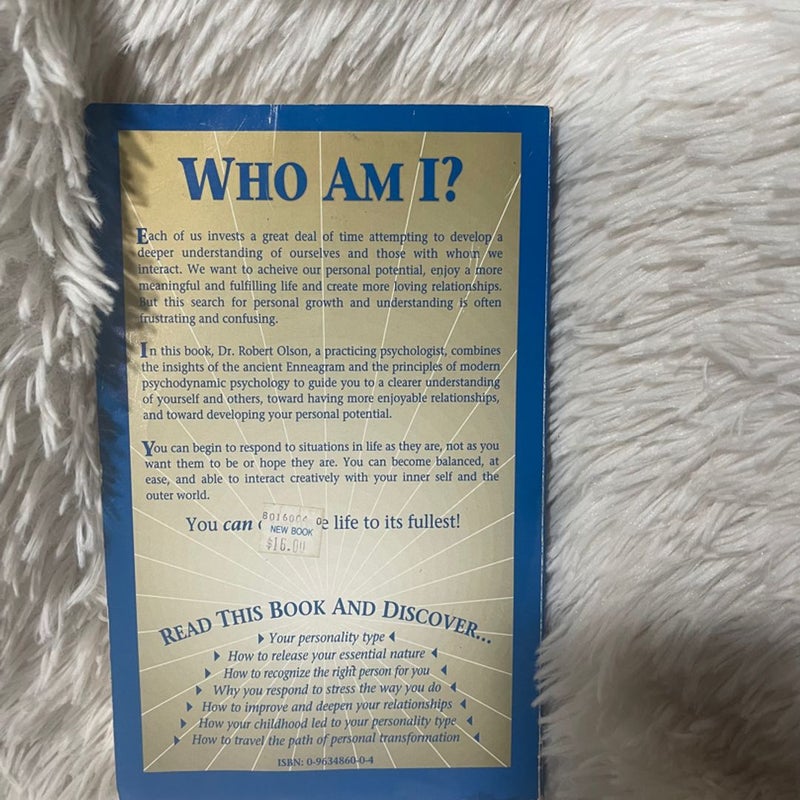 WHO AM I?
Each of us invests a great deal of time attempting to develop a
deeper understanding of ourselves and those with whom we
interact. We want to acheive our personal potential, enjoy a more
meaningful and fulfilling life and create more loving relationships.
But this search for personal growth and understanding is often
frustrating and confusing.
In this book, Dr. Robert Olson, a practicing psychologist, combines
the insights of the ancient Enneagram and the principles of modern
psychodynamic psychology to guide you to a clearer understanding
of yourself and others, toward having more enjoyable relationships,
and toward developing your personal potential.
You can begin to respond to situations in life as they are, not as you
want them to be or hope they are. You can become balanced, at
ease, and able to interact creatively with your inner self and the
outer world.
You can life to its fullest!
NEW BOOK
$16.00
READ THIS BOOK AND DISCOVER...
Your personality type
How to release your essential nature
How to recognize the right person for you
Why you respond to stress the way you do
How to improve and deepen your relationships
How your childhood led to your personality type
How to travel the path of personal transformation
ISBN: 0-9634860-0-4